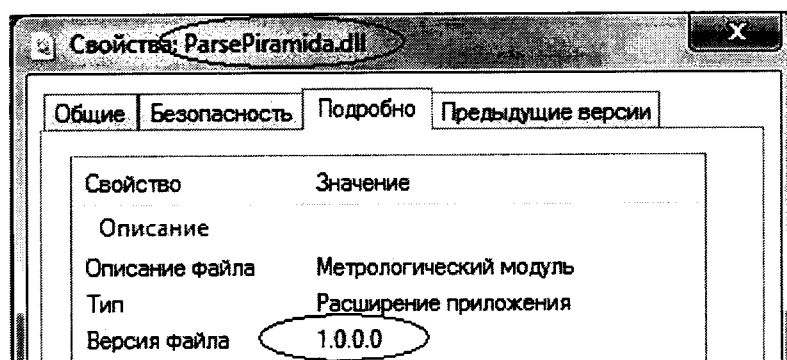 Свойства: ParsePiramida.dll
Общие Безопасность Подробно Предыдущие версии
Свойство Значение
Описание
Описание файла Метрологический модуль
Тип Расширение приложения
Версия файла 1.0.0.0